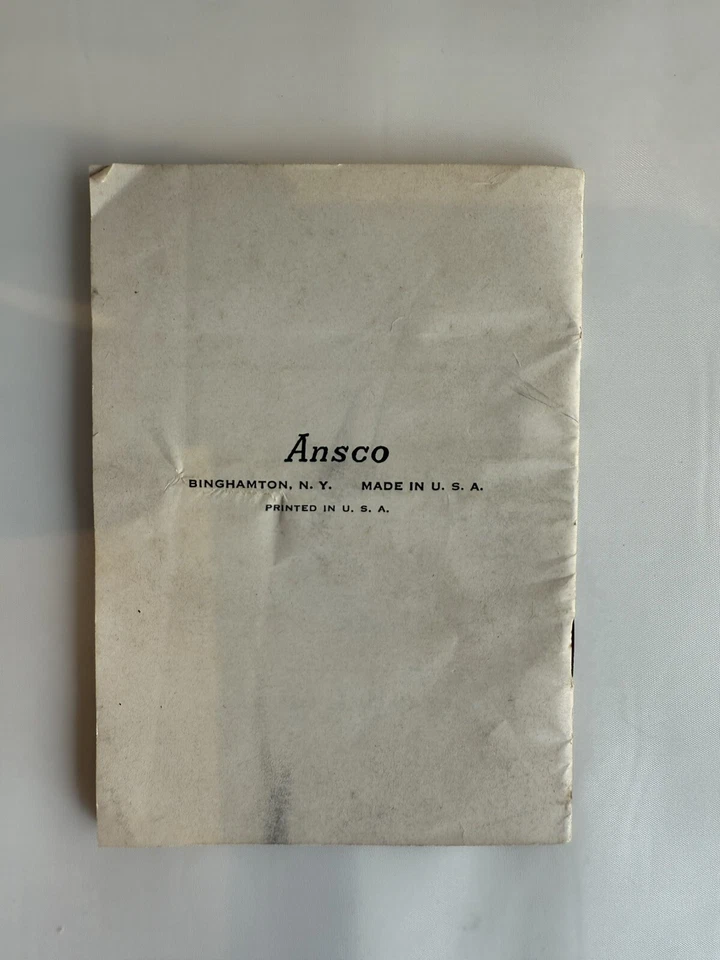 Ansco
BINGHAMTON, N. Y. MADE IN U. S. A.
PRINTED IN U. S. A.